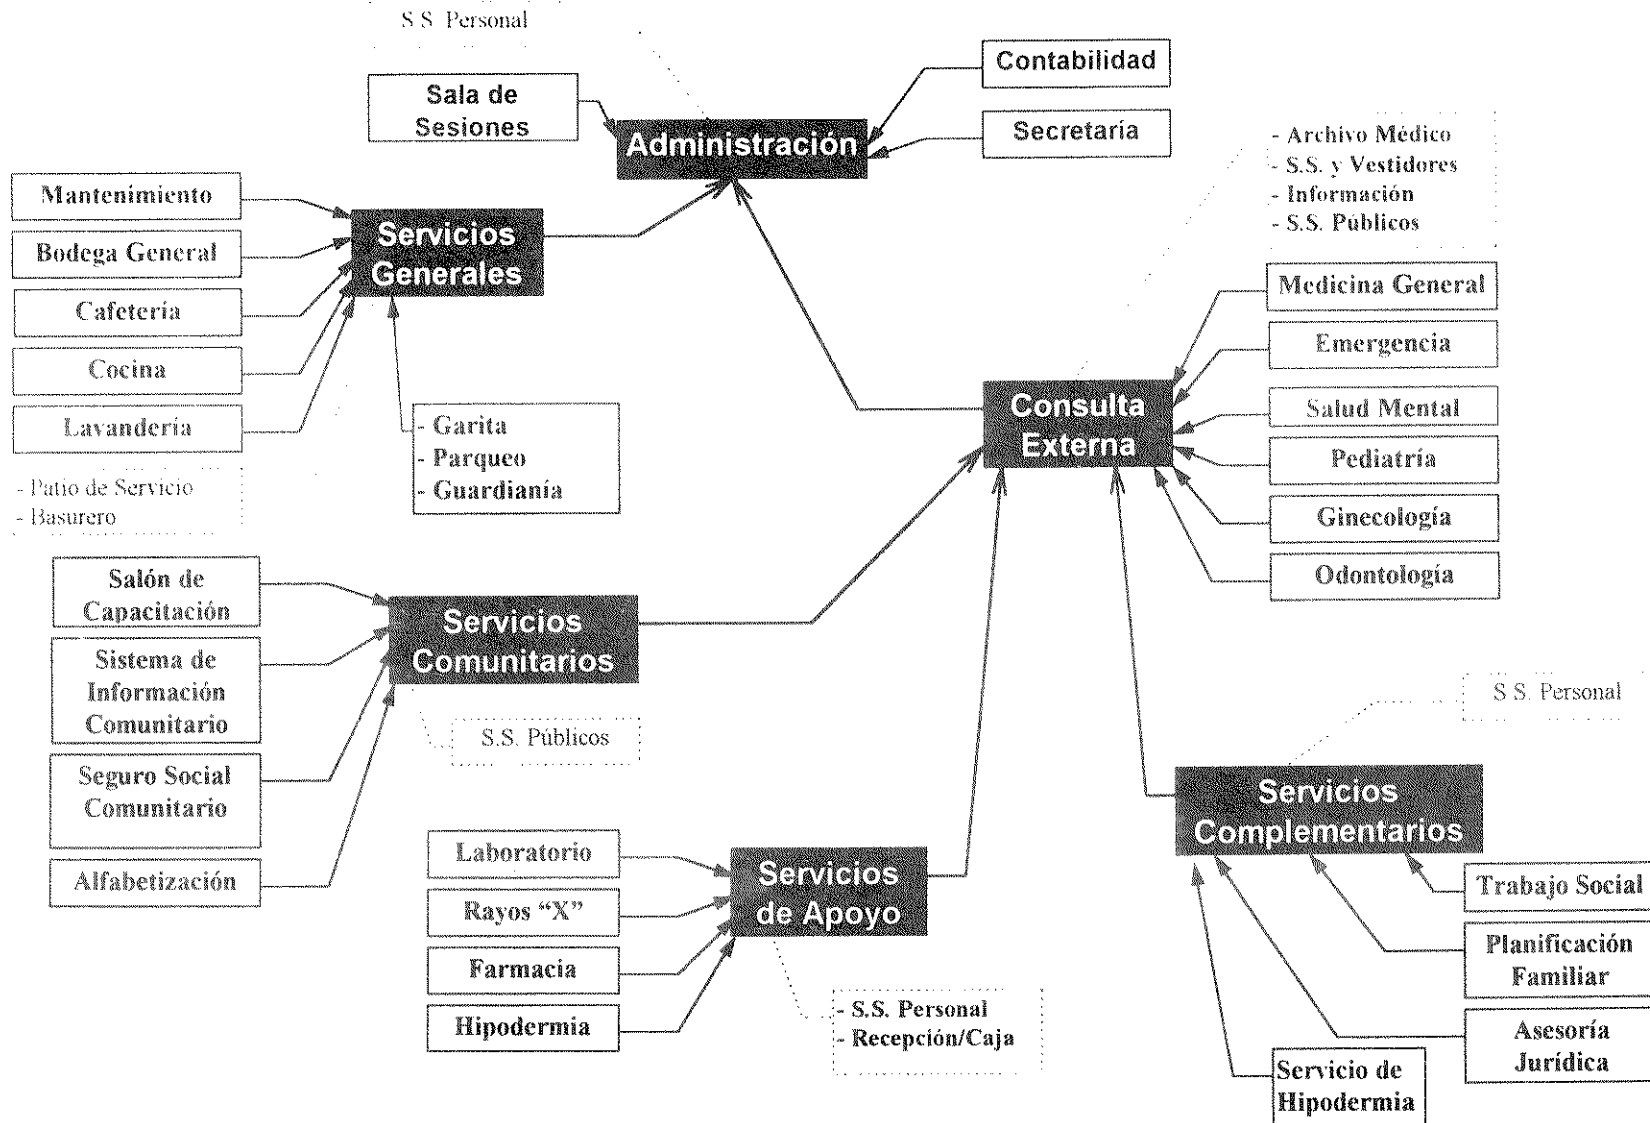 S.S. Personal
Sala de
Sesiones
Administración
Contabilidad
Secretaría
- Archivo Médico
- S.S. y Vestidores
- Información
- S.S. Públicos
Mantenimiento
Bodega General
Cafetería
Cocina
Lavandería
Servicios
Generales
- Garita
- Parqueo
- Guardianía
- Patio de Servicio
- Basurero
Consulta
Externa
Medicina General
Emergencia
Salud Mental
Pediatría
Ginecología
Odontología
Salón de
Capacitación
Sistema de
Información
Comunitario
Seguro Social
Comunitario
Alfabetización
Servicios
Comunitarios
S.S. Públicos
Laboratorio
Rayos “X”
Farmacia
Hipodermia
Servicios
de Apoyo
- S.S. Personal
- Recepción/Caja
S.S. Personal
Servicios
Complementarios
Trabajo Social
Planificación
Familiar
Asesoría
Jurídica
Servicio de
Hipodermia